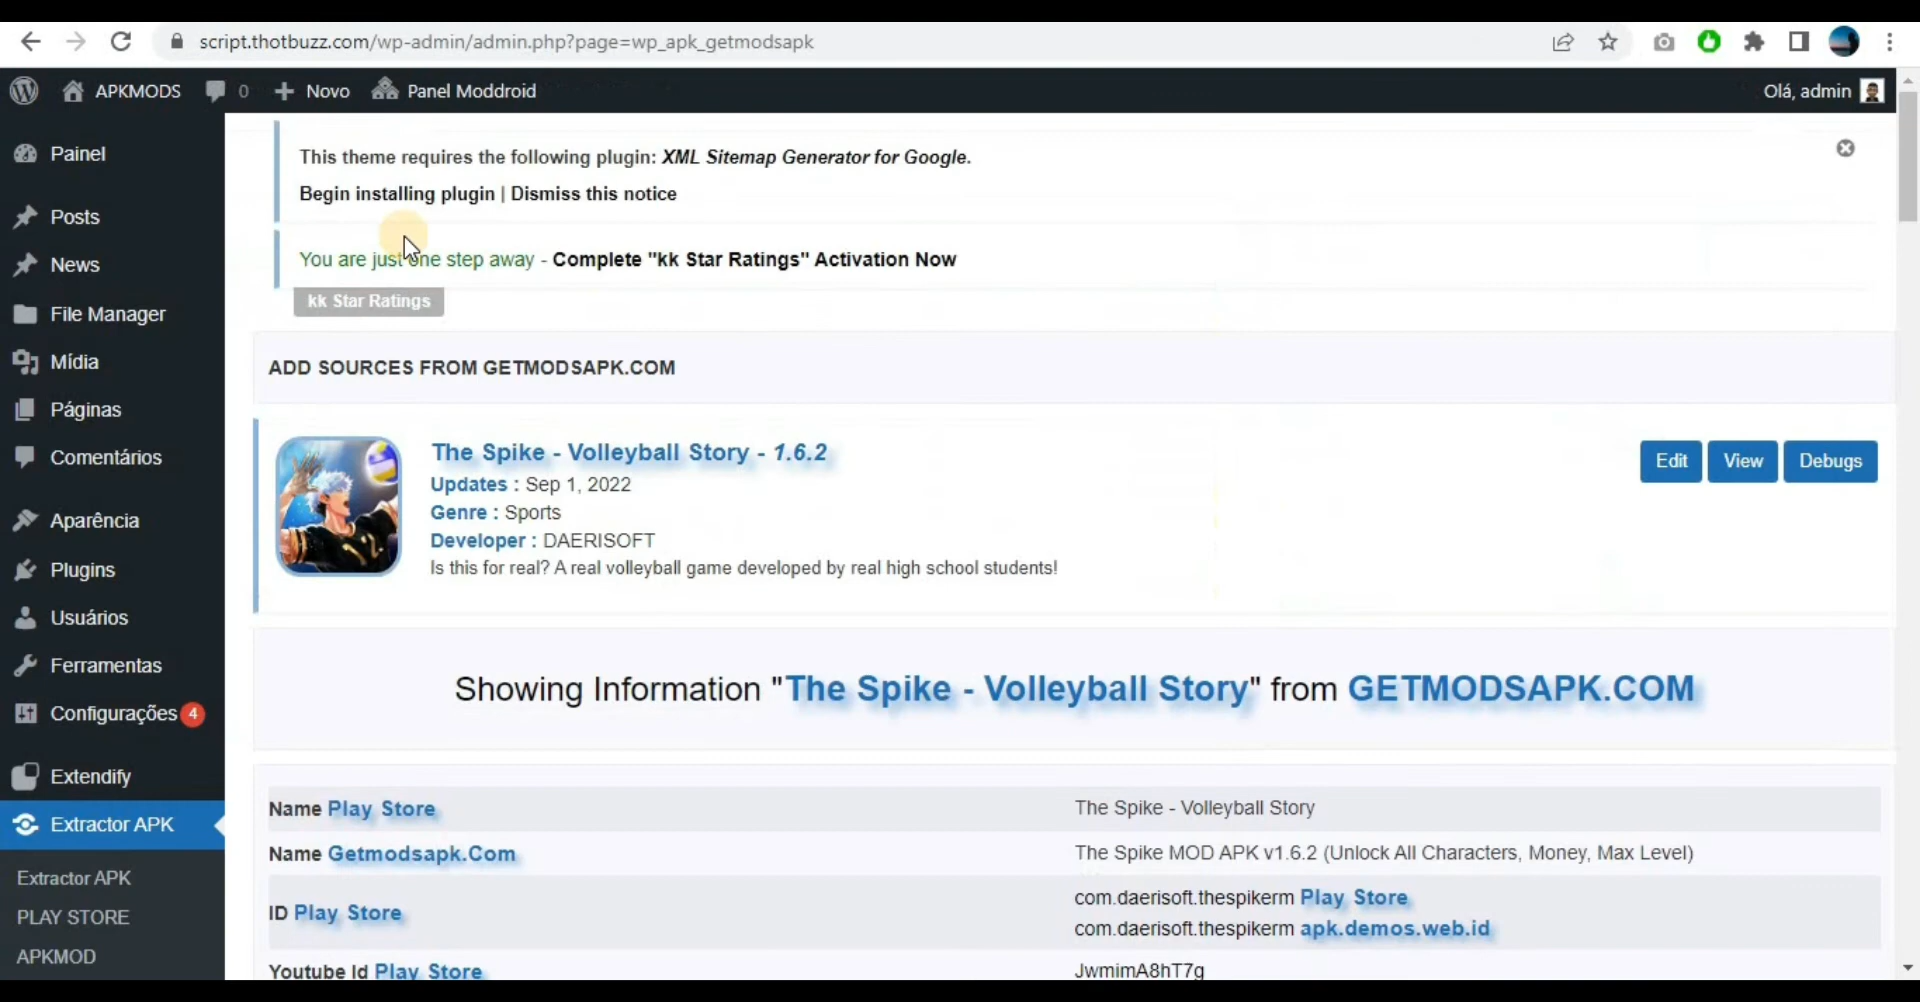 script.thotbuzz.com/wp-admin/admin.php?page=wp_apk_getmodsapk
APKMODS 0 Novo Panel Moddroid Olá, admin
Painel
Posts
News
File Manager
Mídia
Páginas
Comentários
Aparência
Plugins
Usuários
Ferramentas
Configurações 4
Extendify
Extractor APK
Extractor APK
PLAY STORE
APKMOD
This theme requires the following plugin: XML Sitemap Generator for Google.
Begin installing plugin | Dismiss this notice
You are just one step away - Complete "kk Star Ratings" Activation Now
kk Star Ratings
ADD SOURCES FROM GETMODSAPK.COM
The Spike - Volleyball Story - 1.6.2
Updates : Sep 1, 2022
Genre : Sports
Developer : DAERISOFT
Is this for real? A real volleyball game developed by real high school students!
Edit View Debugs
Showing Information "The Spike - Volleyball Story" from GETMODSAPK.COM
Name Play Store The Spike - Volleyball Story
Name Getmodsapk.Com The Spike MOD APK v1.6.2 (Unlock All Characters, Money, Max Level)
ID Play Store com.daerisoft.thespikerm Play Store
com.daerisoft.thespikerm apk.demos.web.id
Youtube Id Play Store JwmimA8hT7g